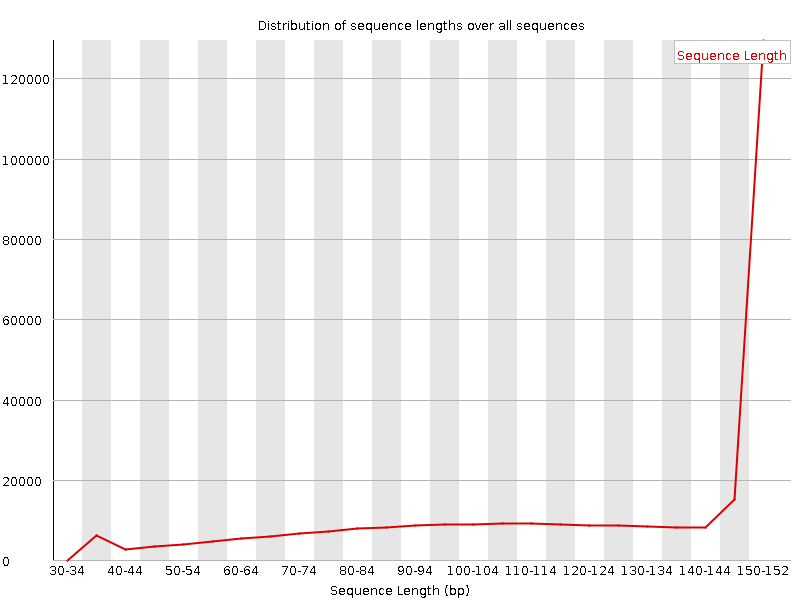 Distribution of sequence lengths over all sequences
Sequence Length
120000
100000
80000
60000
40000
20000
0
30-34 40-44 50-54 60-64 70-74 80-84 90-94 100-104 110-114 120-124 130-134 140-144 150-152
Sequence Length (bp)